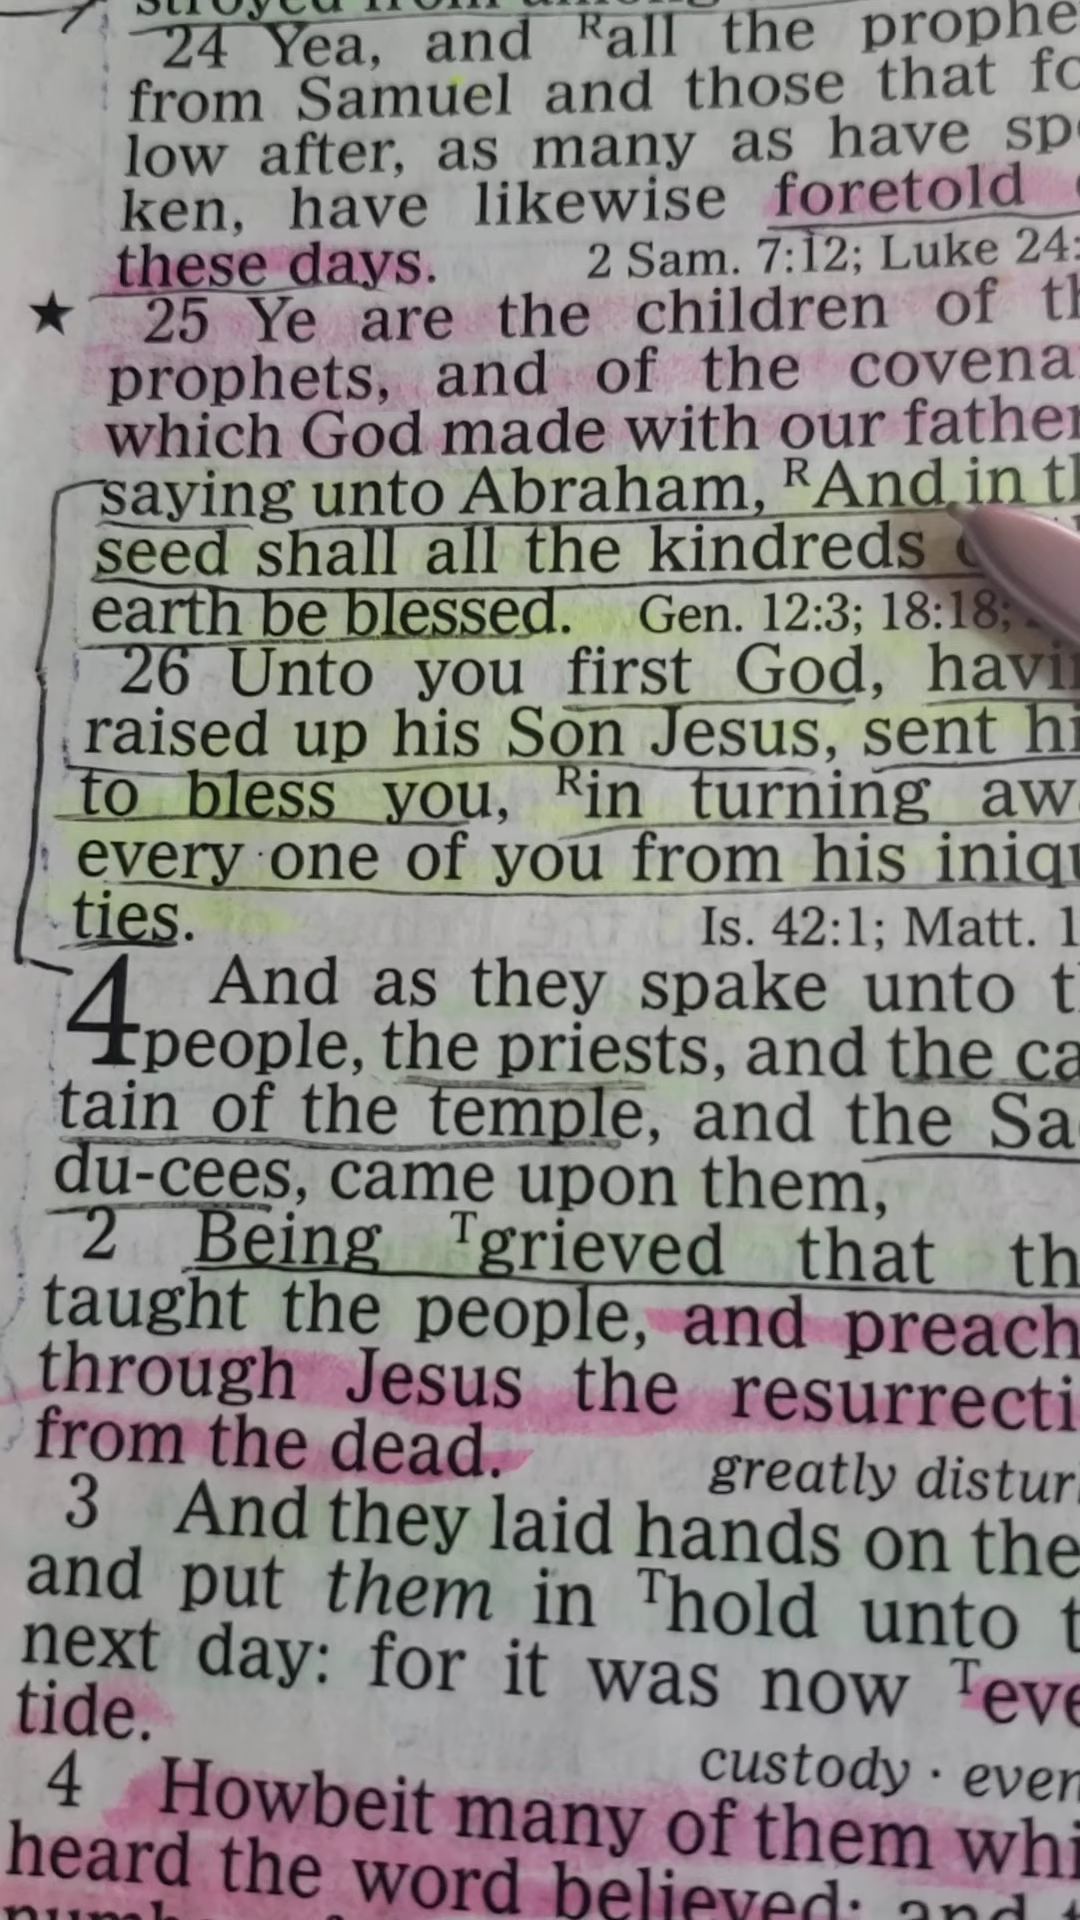 stroyed from among
24 Yea, and ᴿall the prophe
from Samuel and those that fo
low after, as many as have sp
ken, have likewise foretold
these days. 2 Sam. 7:12; Luke 24:
★ 25 Ye are the children of th
prophets, and of the covena
which God made with our father
saying unto Abraham, ᴿAnd in th
seed shall all the kindreds
earth be blessed. Gen. 12:3; 18:18;
26 Unto you first God, havi
raised up his Son Jesus, sent hi
to bless you, ᴿin turning aw
every one of you from his iniqu
ties. Is. 42:1; Matt. 1
4 And as they spake unto t
people, the priests, and the ca
tain of the temple, and the Sa
du-cees, came upon them,
2 Being ᵀgrieved that th
taught the people, and preach
through Jesus the resurrecti
from the dead. greatly distur
3 And they laid hands on the
and put them in ᵀhold unto t
next day: for it was now ᵀeve
tide. custody · even
4 Howbeit many of them whi
heard the word believed; and t